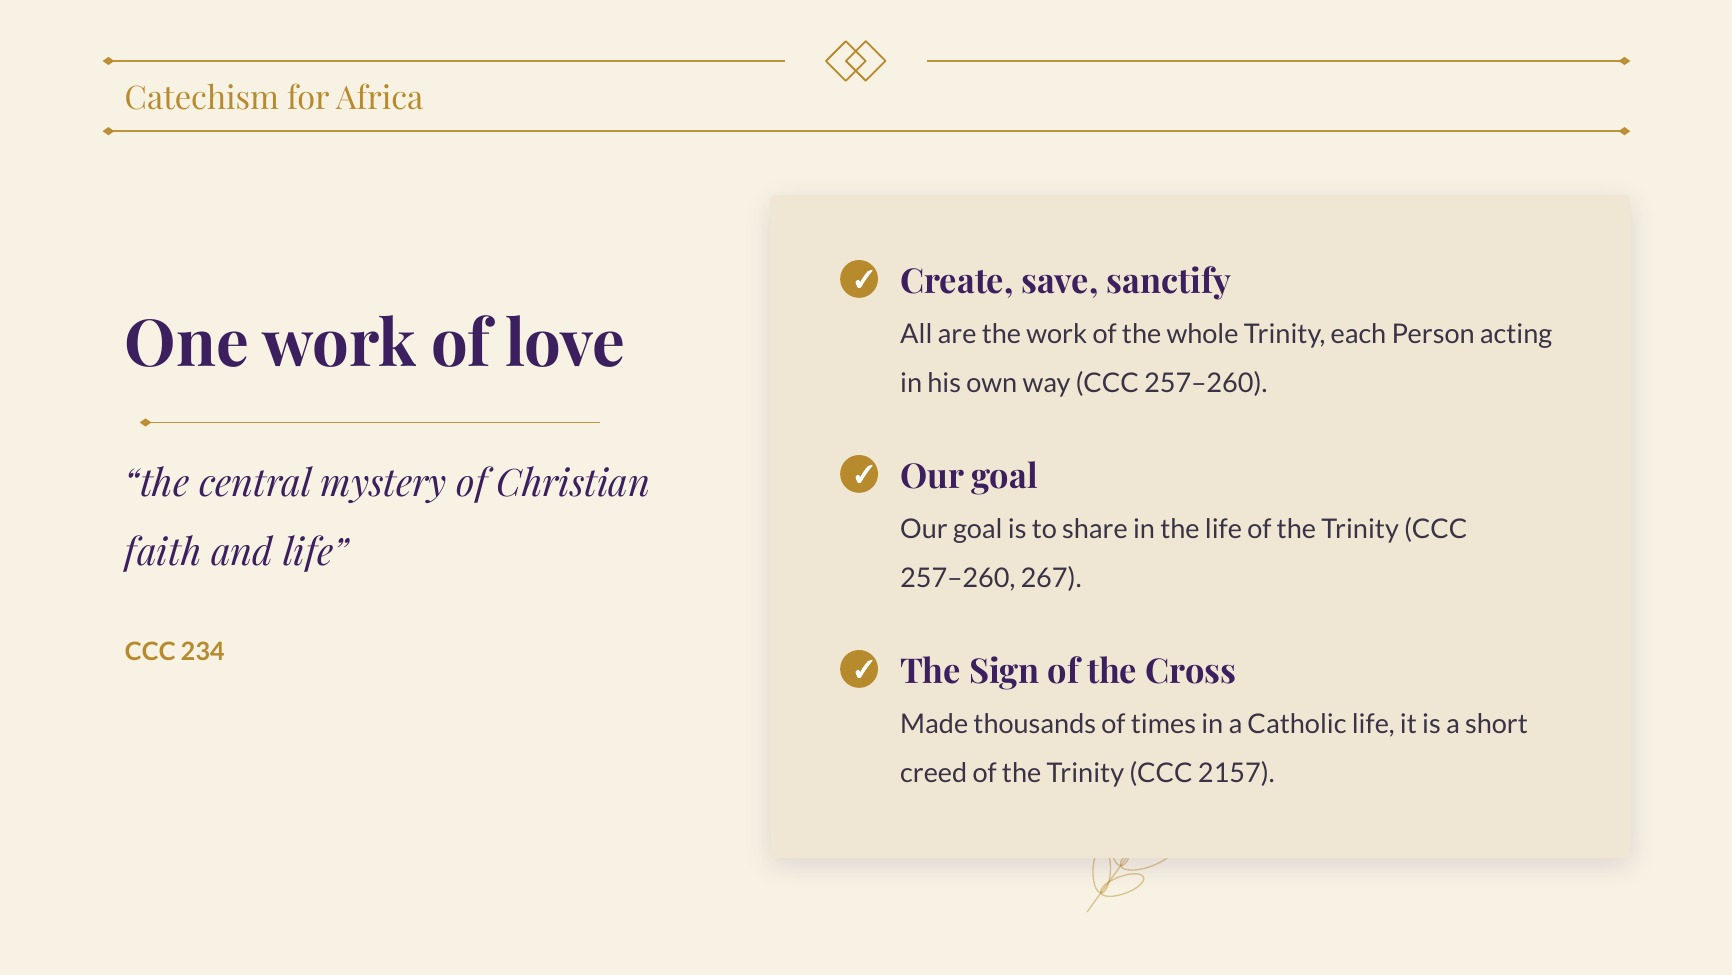 Catechism for Africa
One work of love
“the central mystery of Christian
faith and life”
CCC 234
Create, save, sanctify
All are the work of the whole Trinity, each Person acting
in his own way (CCC 257–260).
Our goal
Our goal is to share in the life of the Trinity (CCC
257–260, 267).
The Sign of the Cross
Made thousands of times in a Catholic life, it is a short
creed of the Trinity (CCC 2157).